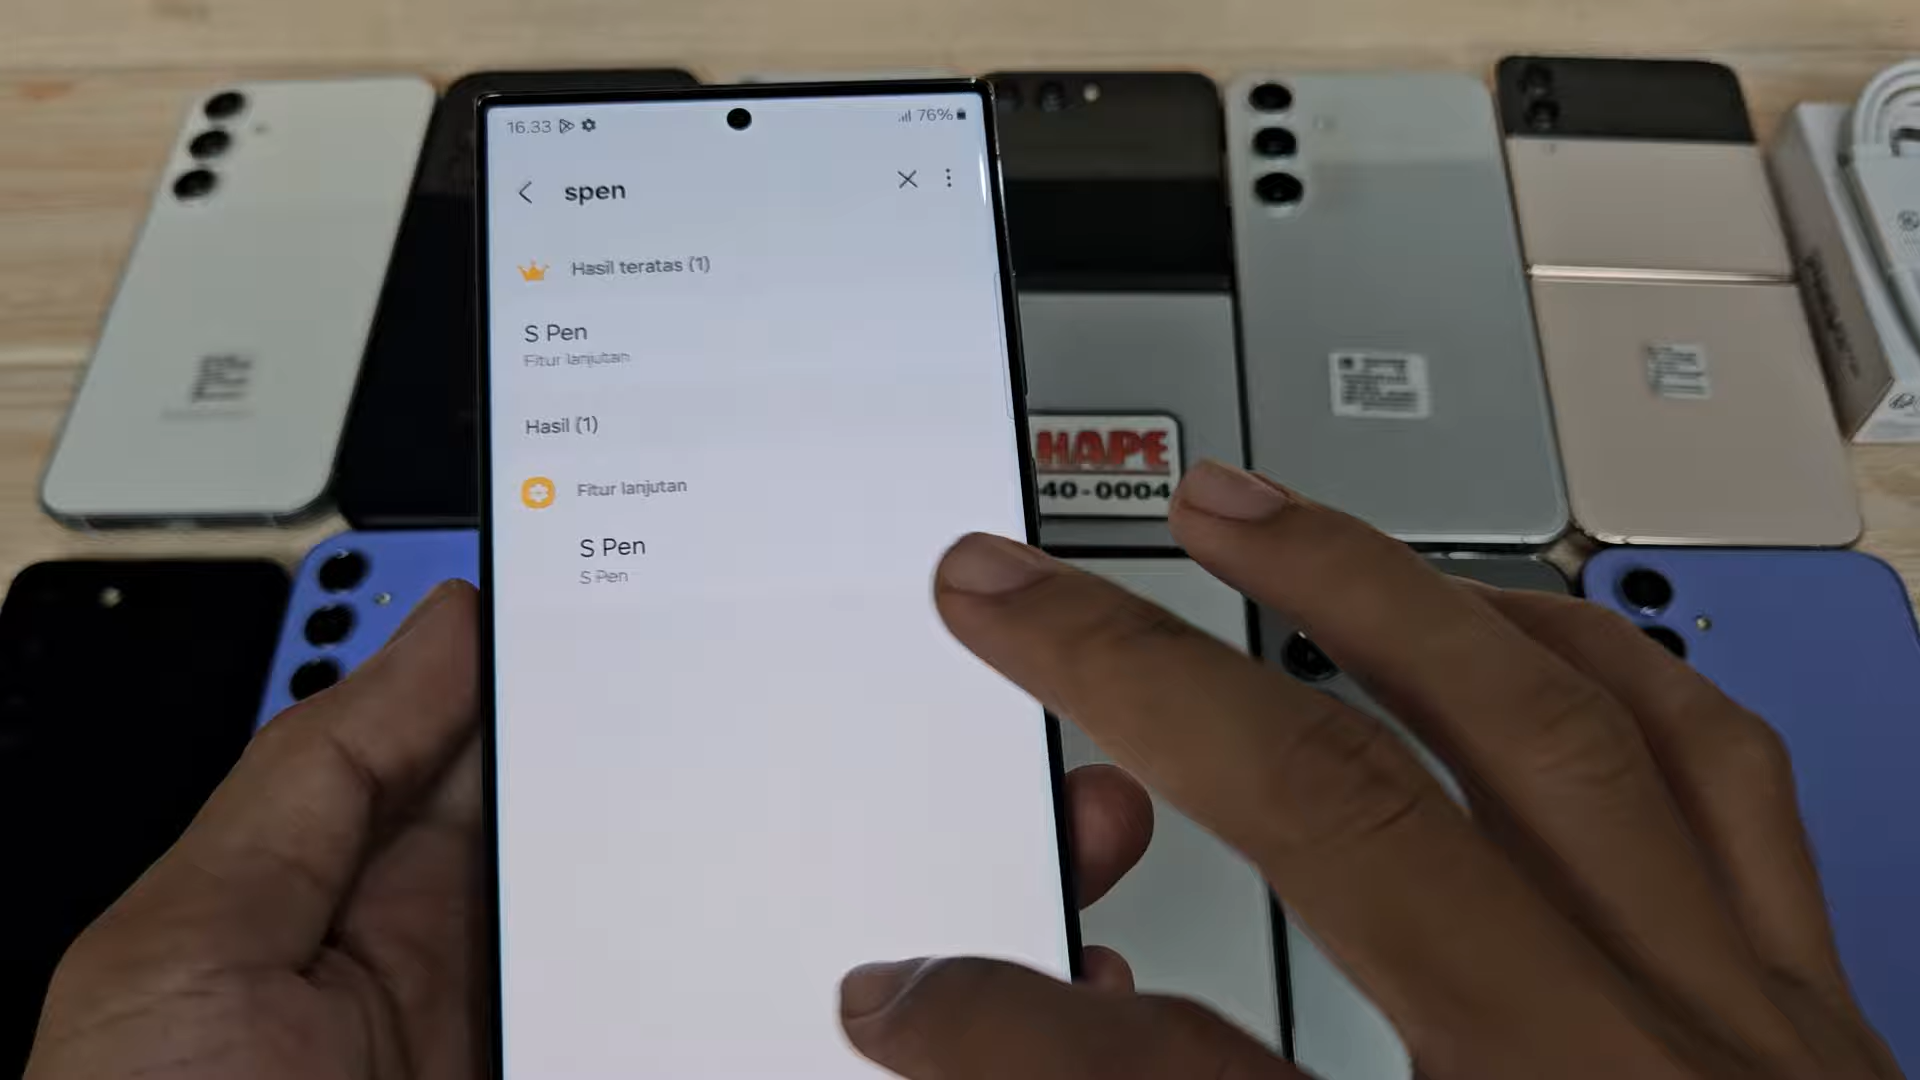 16.33
76%
spen
Hasil teratas (1)
S Pen
Fitur lanjutan
Hasil (1)
Fitur lanjutan
S Pen
S Pen
HAPE
40-0004